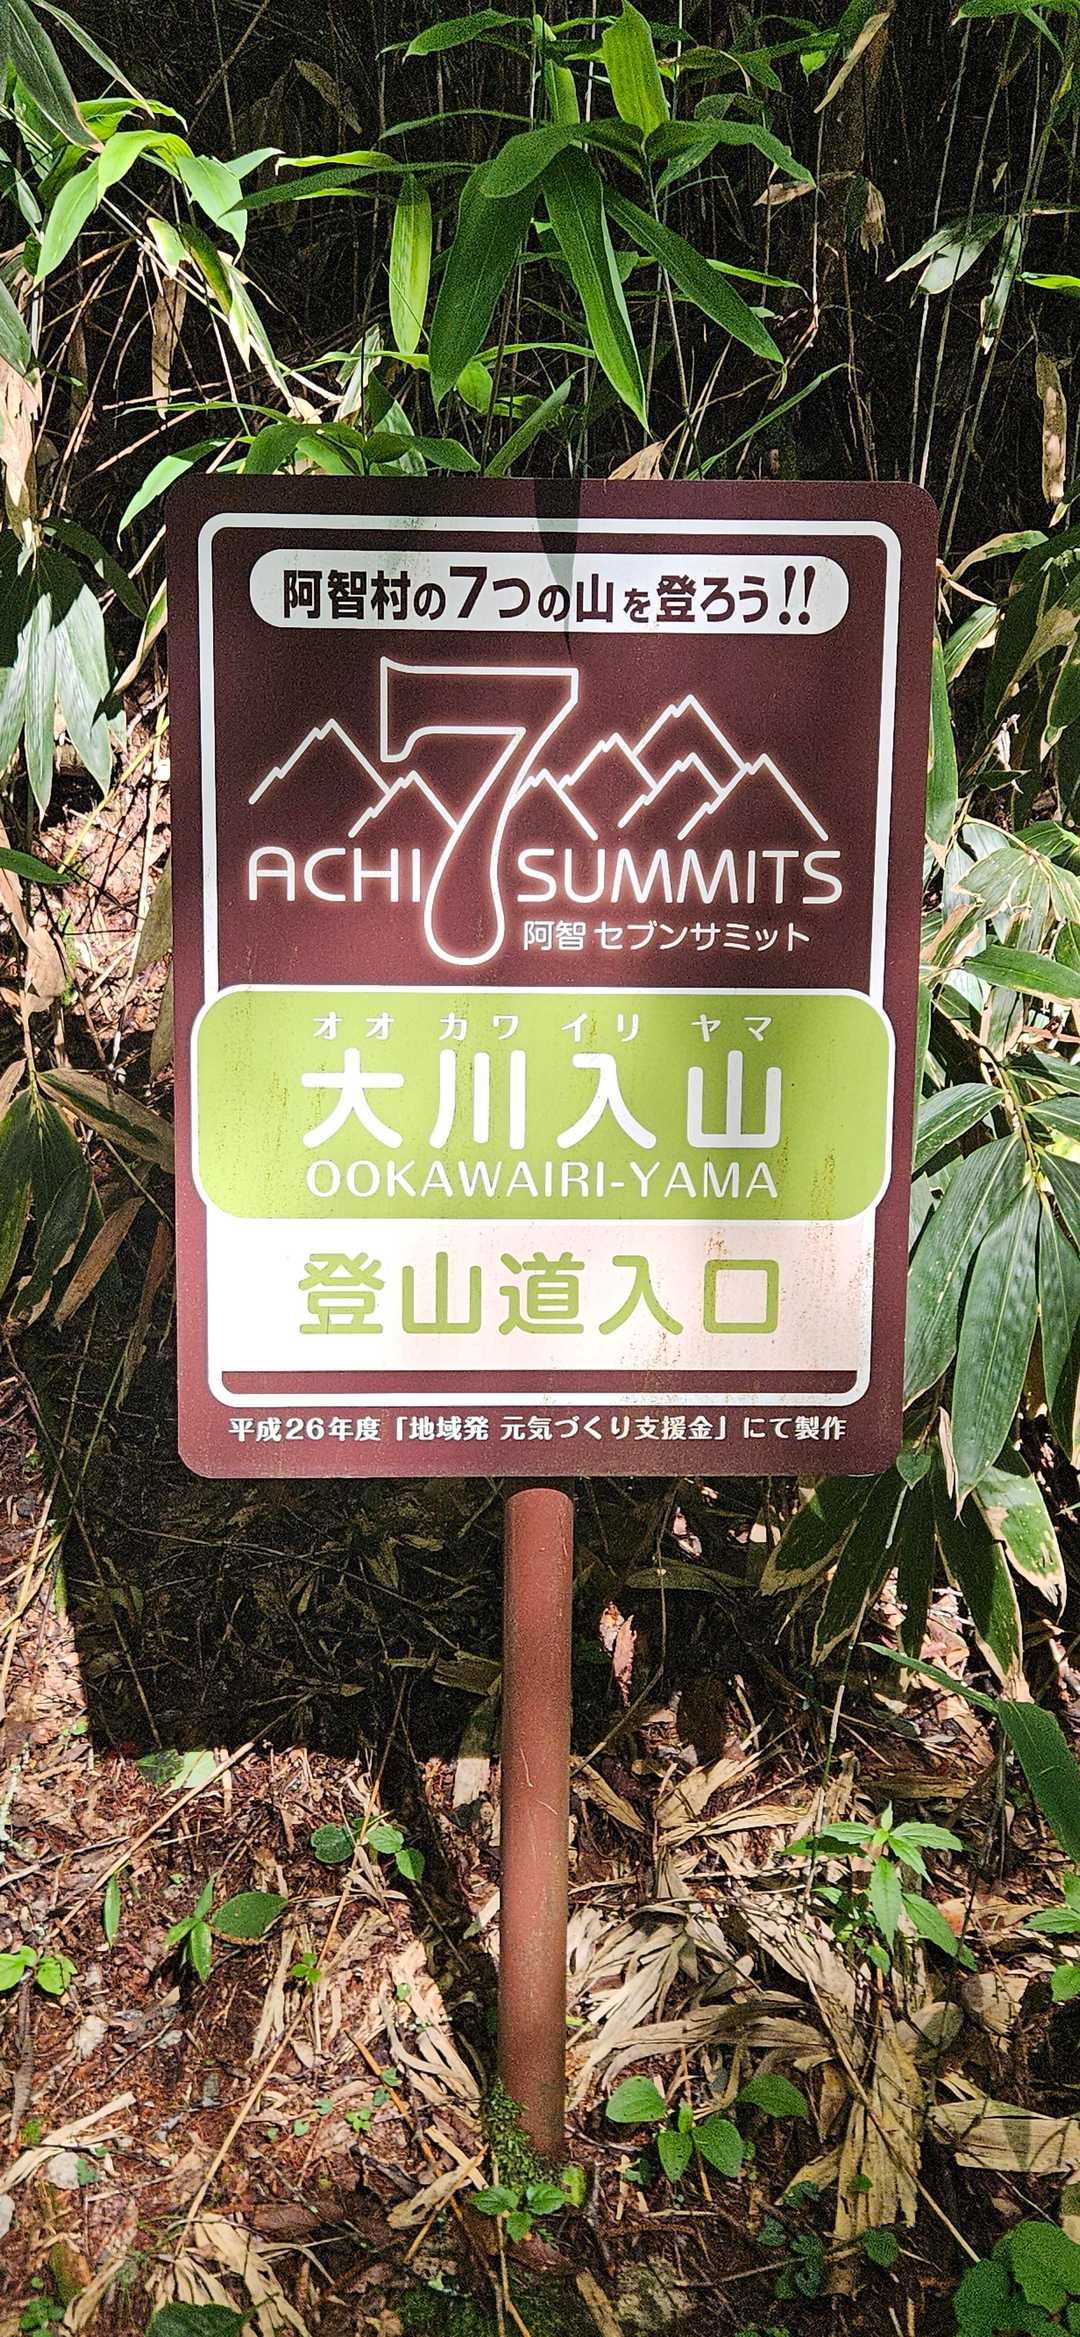 阿智村の7つの山を登ろう!!
ACHI 7 SUMMITS
阿智 セブンサミット
オオ カワ イリ ヤマ
大川入山
OOKAWAIRI-YAMA
登山道入口
平成26年度「地域発 元気づくり支援金」にて製作